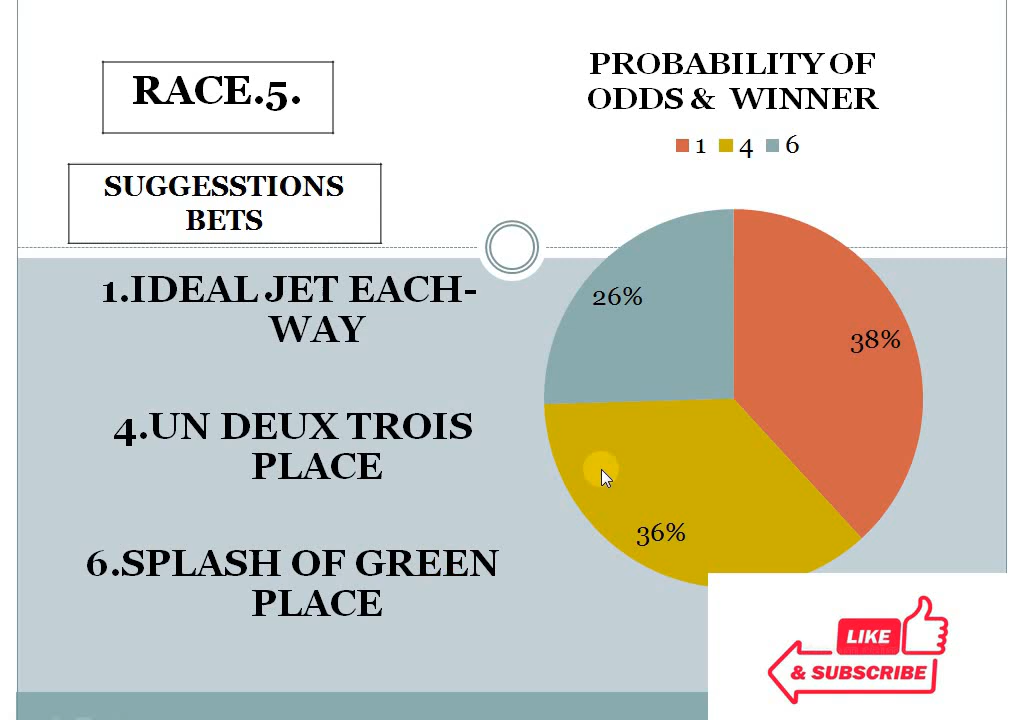 RACE.5.
SUGGESSTIONS
BETS
1.IDEAL JET EACH-
WAY
4.UN DEUX TROIS
PLACE
6.SPLASH OF GREEN
PLACE
PROBABILITY OF
ODDS & WINNER
1 4 6
26%
38%
36%
LIKE
& SUBSCRIBE